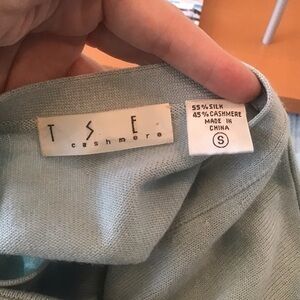 T S E
cashmere
55% SILK
45% CASHMERE
MADE IN
CHINA
S